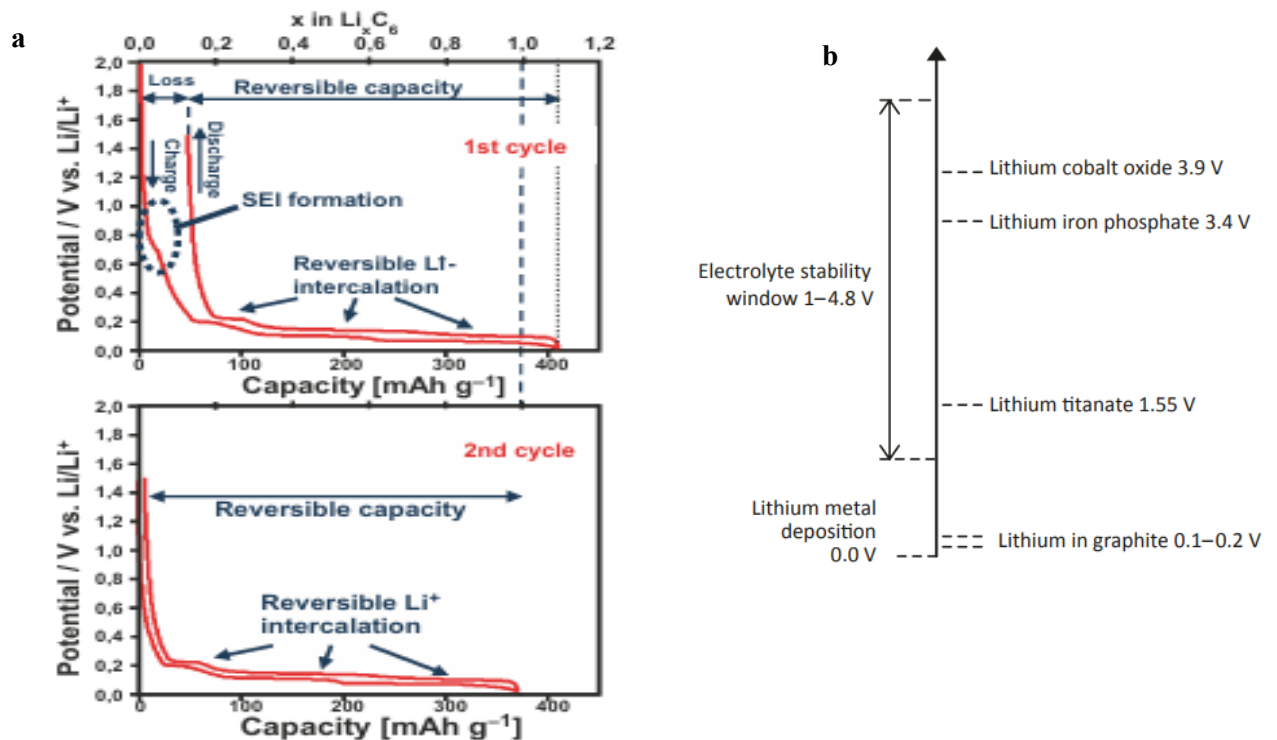 a
x in LiₓC₆
0,0 0,2 0,4 0,6 0,8 1,0 1,2
Potential / V vs. Li/Li⁺
2,0
1,8
1,6
1,4
1,2
1,0
0,8
0,6
0,4
0,2
0,0
Loss
Reversible capacity
Charge
Discharge
1st cycle
SEI formation
Reversible Li-
intercalation
0 100 200 300 400
Capacity [mAh g⁻¹]
Potential / V vs. Li/Li⁺
2,0
1,8
1,6
1,4
1,2
1,0
0,8
0,6
0,4
0,2
0,0
2nd cycle
Reversible capacity
Reversible Li⁺
intercalation
0 100 200 300 400
Capacity [mAh g⁻¹]
b
Lithium cobalt oxide 3.9 V
Lithium iron phosphate 3.4 V
Electrolyte stability
window 1–4.8 V
Lithium titanate 1.55 V
Lithium metal
deposition
0.0 V
Lithium in graphite 0.1–0.2 V